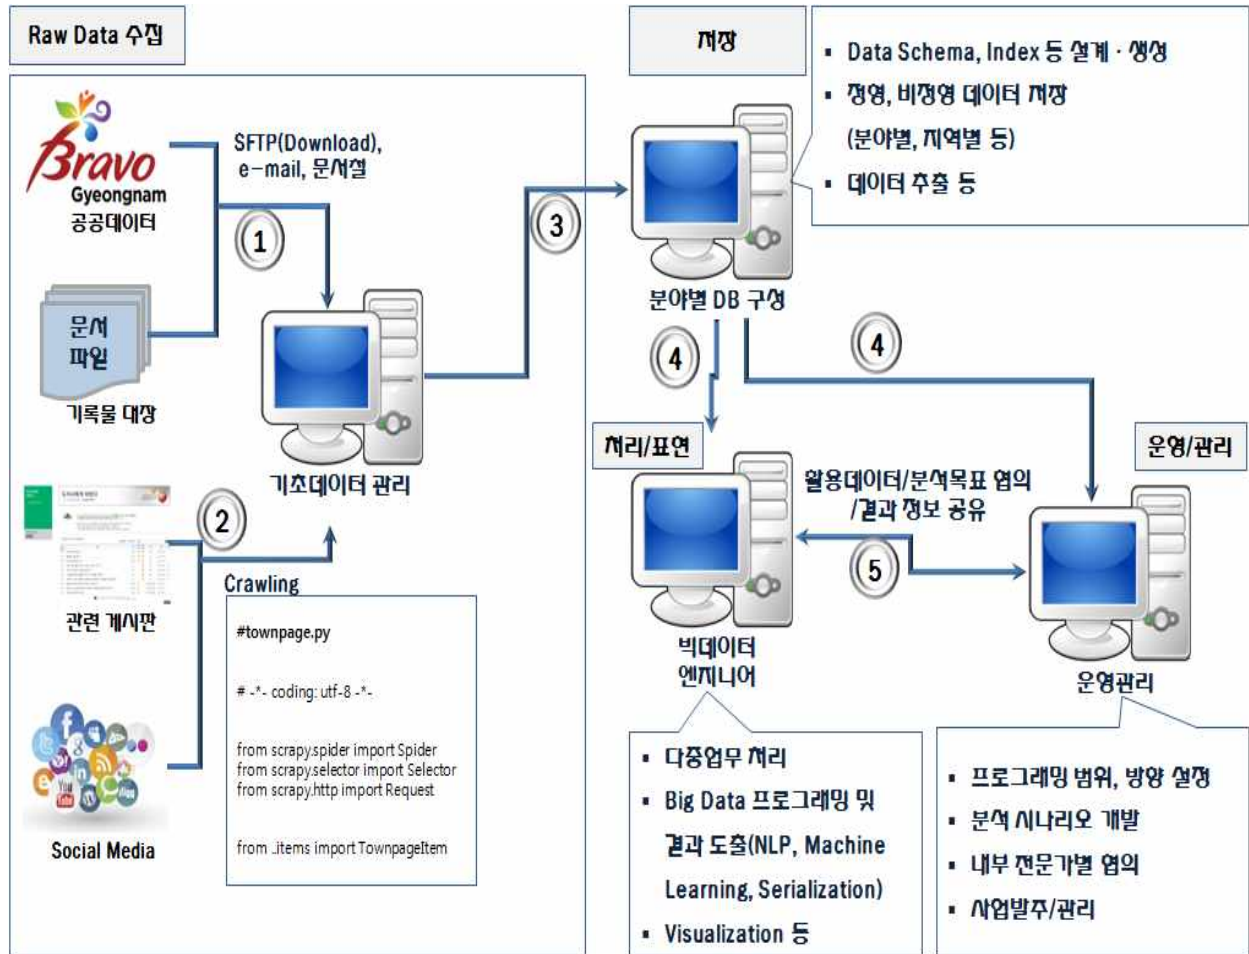 Raw Data 수집
Bravo
Gyeongnam
공공데이터
SFTP(Download),
e-mail, 문서철
1
문서
파일
기록물 대장
기초데이터 관리
2
관련 게시판
Social Media
Crawling
#townpage.py
# -*- coding: utf-8 -*-
from scrapy.spider import Spider
from scrapy.selector import Selector
from scrapy.http import Request
from ..items import TownpageItem
3
저장
분야별 DB 구성
▪ Data Schema, Index 등 설계 · 생성
▪ 정형, 비정형 데이터 저장
(분야별, 지역별 등)
▪ 데이터 추출 등
4
4
처리/표현
빅데이터
엔지니어
활용데이터/분석목표 협의
/결과 정보 공유
5
운영/관리
운영관리
▪ 다중업무 처리
▪ Big Data 프로그래밍 및
결과 도출(NLP, Machine
Learning, Serialization)
▪ Visualization 등
▪ 프로그래밍 범위, 방향 설정
▪ 분석 시나리오 개발
▪ 내부 전문가별 협의
▪ 사업발주/관리